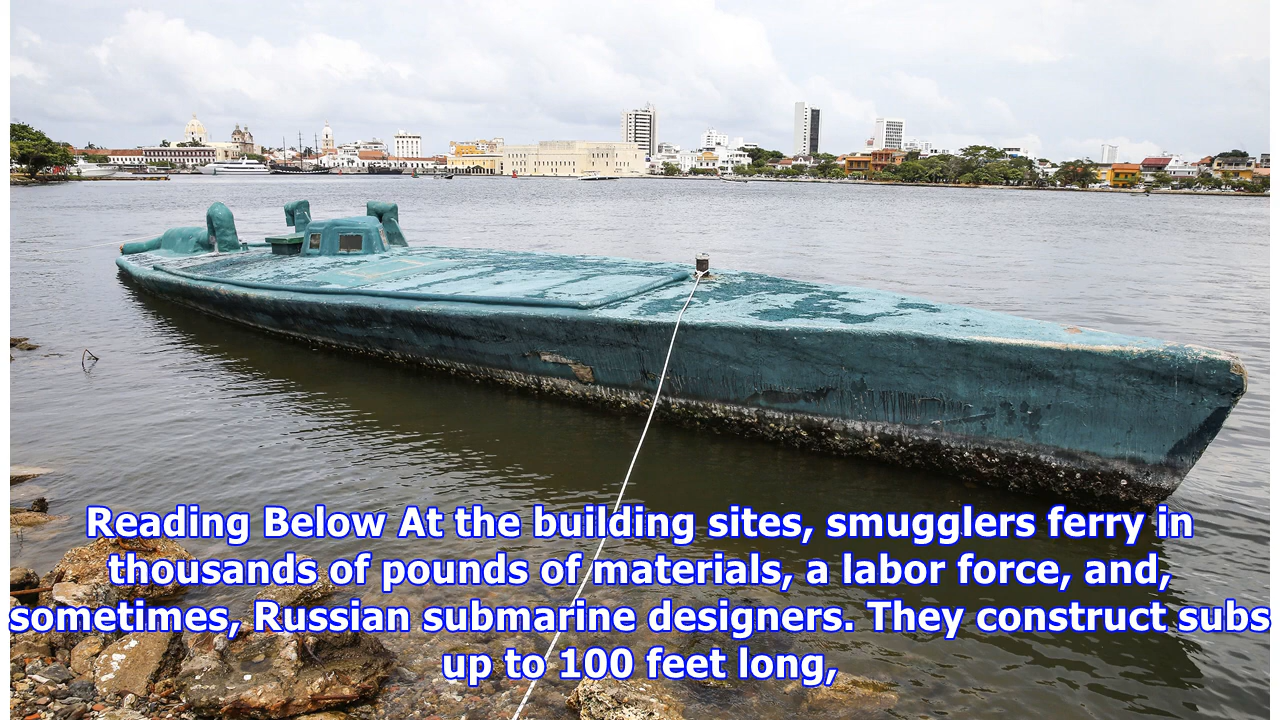 Reading Below At the building sites, smugglers ferry in
thousands of pounds of materials, a labor force, and,
sometimes, Russian submarine designers. They construct subs
up to 100 feet long,